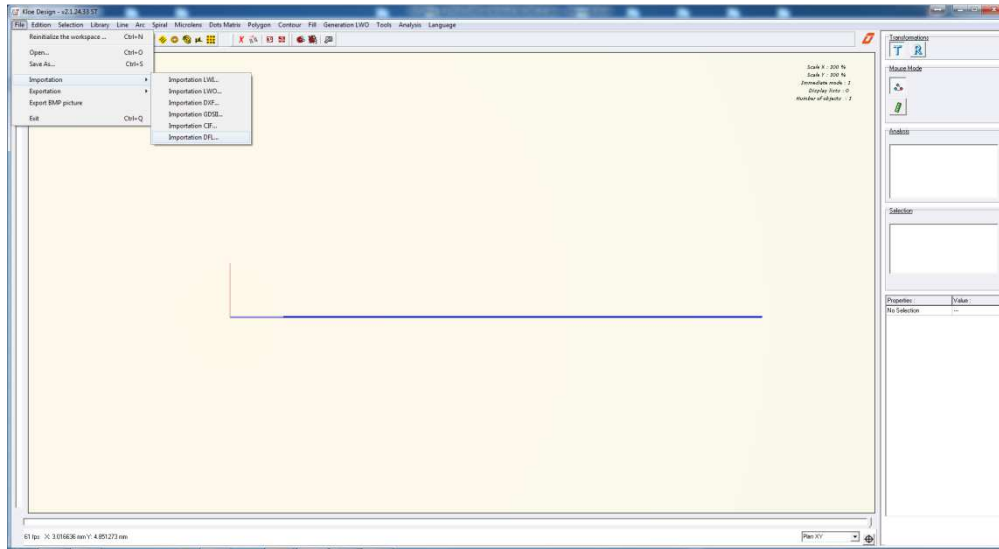 Kloe Design - v2.1.24.33 ST
File Edition Selection Library Line Arc Spiral Microlens Dots Matrix Polygon Contour Fill Generation LWO Tools Analysis Language
Reinitialize the workspace ... Ctrl+N
Open... Ctrl+O
Save As... Ctrl+S
Importation
Exportation
Export BMP picture
Exit Ctrl+Q
Importation LWI...
Importation LWO...
Importation DXF...
Importation GDSII...
Importation CIF...
Importation DFL...
Scale X : 200 %
Scale Y : 200 %
Immediate mode : 1
Display lists : 0
Number of objects : 1
Transformations
T R
Mouse Mode
Analysis
Selection
Properties : Value :
No Selection --
61 fps X: 3.016636 mm Y: 4.851273 mm
Plan XY